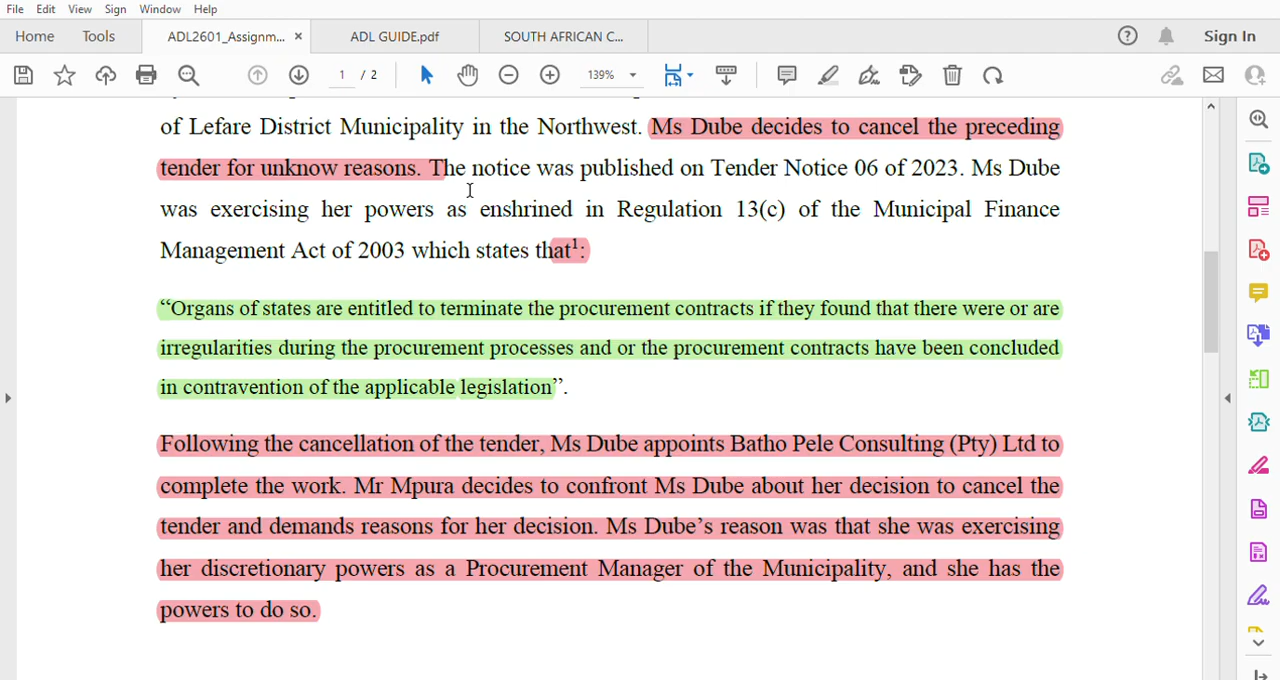 File Edit View Sign Window Help
Home Tools ADL2601_Assignm... × ADL GUIDE.pdf SOUTH AFRICAN C... Sign In
1 / 2 139%
of Lefare District Municipality in the Northwest. Ms Dube decides to cancel the preceding
tender for unknow reasons. The notice was published on Tender Notice 06 of 2023. Ms Dube
was exercising her powers as enshrined in Regulation 13(c) of the Municipal Finance
Management Act of 2003 which states that¹:
“Organs of states are entitled to terminate the procurement contracts if they found that there were or are
irregularities during the procurement processes and or the procurement contracts have been concluded
in contravention of the applicable legislation”.
Following the cancellation of the tender, Ms Dube appoints Batho Pele Consulting (Pty) Ltd to
complete the work. Mr Mpura decides to confront Ms Dube about her decision to cancel the
tender and demands reasons for her decision. Ms Dube’s reason was that she was exercising
her discretionary powers as a Procurement Manager of the Municipality, and she has the
powers to do so.